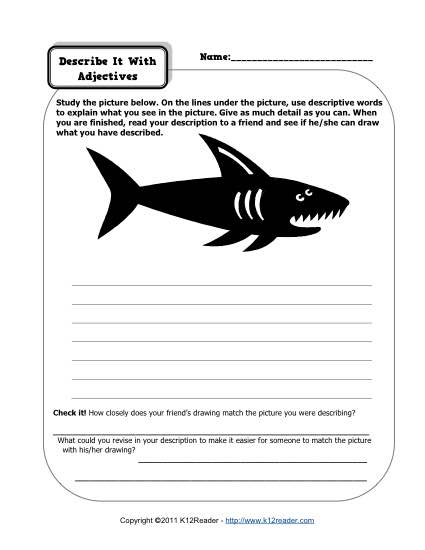 Describe It With
Adjectives
Name:___________________________
Study the picture below. On the lines under the picture, use descriptive words
to explain what you see in the picture. Give as much detail as you can. When
you are finished, read your description to a friend and see if he/she can draw
what you have described.
Check it! How closely does your friend's drawing match the picture you were describing?
What could you revise in your description to make it easier for someone to match the picture
with his/her drawing?
Copyright ©2011 K12Reader - http://www.k12reader.com